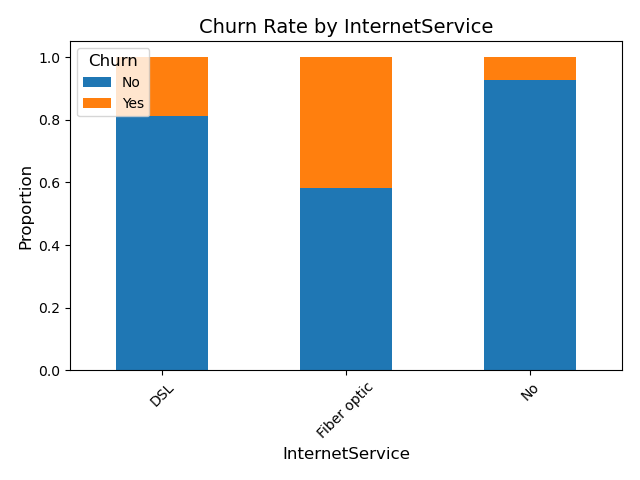 Churn Rate by InternetService
Churn
No
Yes
1.0
0.8
0.6
0.4
0.2
0.0
Proportion
DSL
Fiber optic
No
InternetService